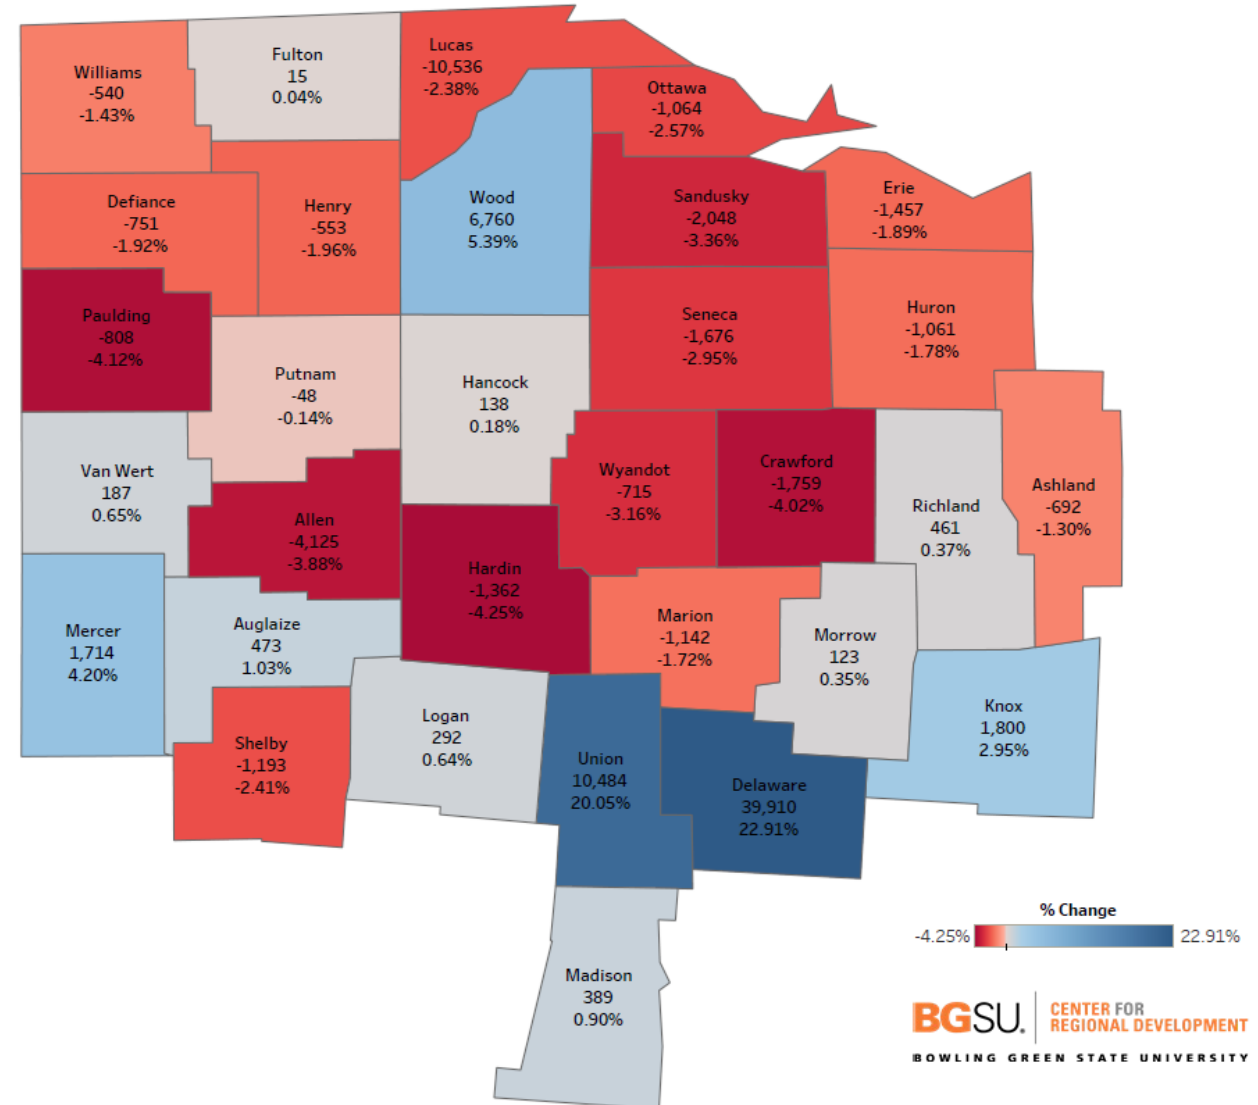 Williams
-540
-1.43%
Fulton
15
0.04%
Lucas
-10,536
-2.38%
Ottawa
-1,064
-2.57%
Defiance
-751
-1.92%
Henry
-553
-1.96%
Wood
6,760
5.39%
Sandusky
-2,048
-3.36%
Erie
-1,457
-1.89%
Paulding
-808
-4.12%
Putnam
-48
-0.14%
Hancock
138
0.18%
Seneca
-1,676
-2.95%
Huron
-1,061
-1.78%
Van Wert
187
0.65%
Allen
-4,125
-3.88%
Hardin
-1,362
-4.25%
Wyandot
-715
-3.16%
Crawford
-1,759
-4.02%
Richland
461
0.37%
Ashland
-692
-1.30%
Mercer
1,714
4.20%
Auglaize
473
1.03%
Marion
-1,142
-1.72%
Morrow
123
0.35%
Knox
1,800
2.95%
Shelby
-1,193
-2.41%
Logan
292
0.64%
Union
10,484
20.05%
Delaware
39,910
22.91%
Madison
389
0.90%
% Change
-4.25% 22.91%
BGSU. CENTER FOR
REGIONAL DEVELOPMENT
BOWLING GREEN STATE UNIVERSITY